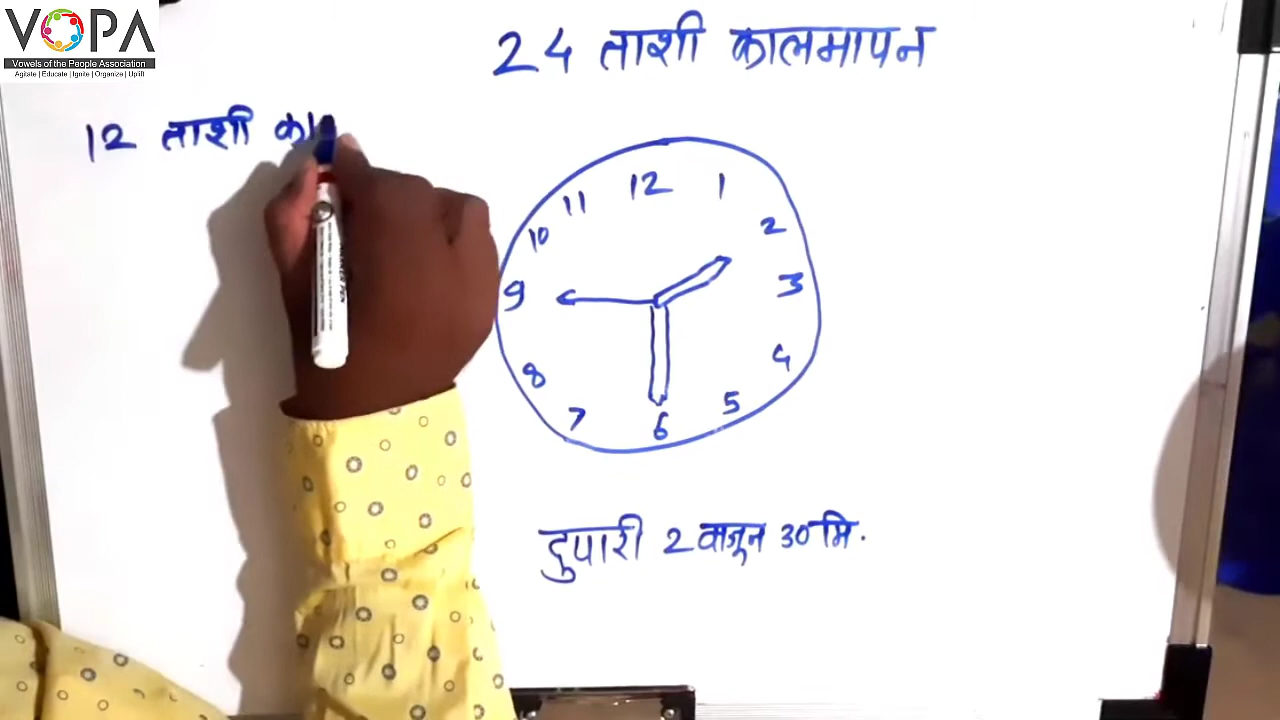 VOPA
Vowels of the People Association
Agitate | Educate | Ignite | Organize | Uplift
24 ताशी कालमापन
12 ताशी
12
11
1
10
2
9
3
8
4
7
5
6
दुपारी 2 वाजून 30 मि.